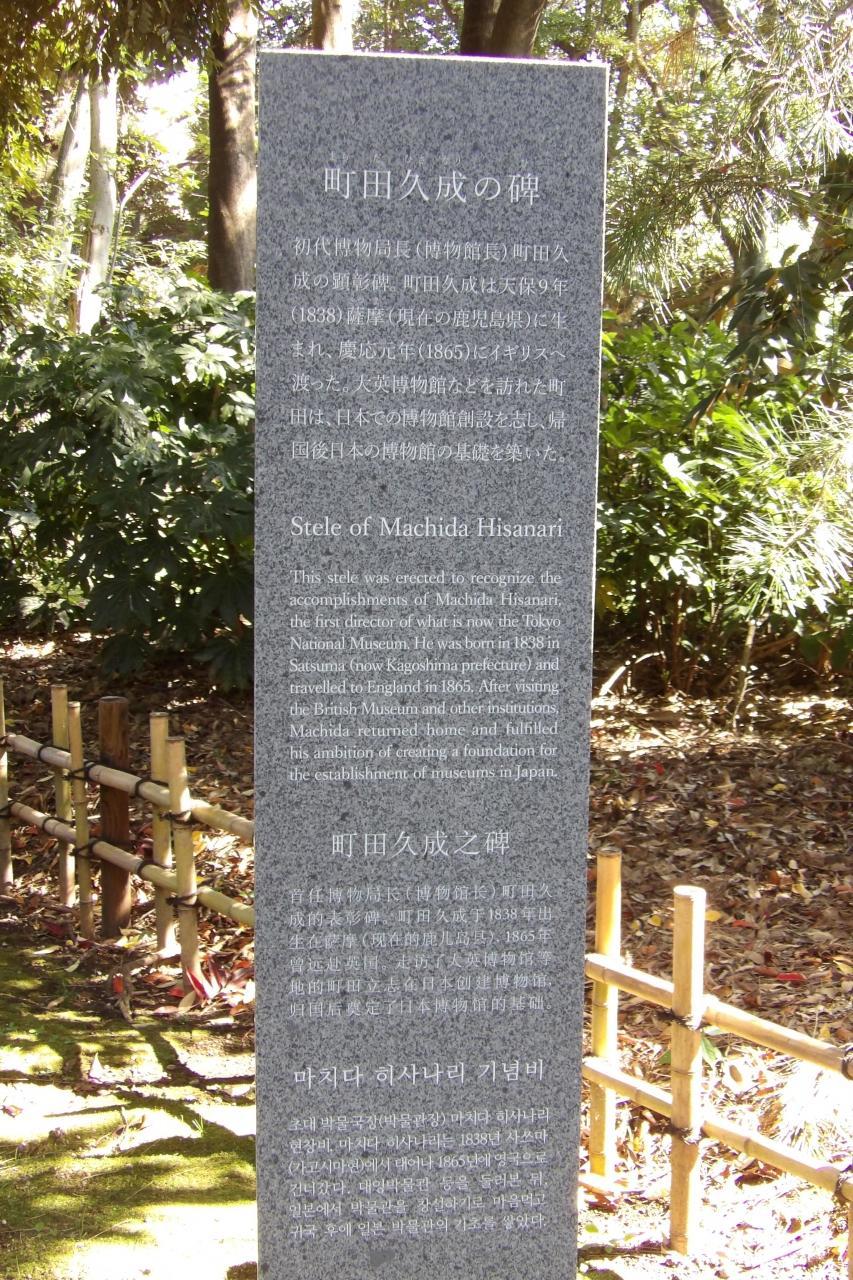 町田久成の碑
初代博物局長（博物館長）町田久
成の顕彰碑。町田久成は天保9年
（1838）薩摩（現在の鹿児島県）に生
まれ、慶応元年（1865）にイギリスへ
渡った。大英博物館などを訪れた町
田は、日本での博物館創設を志し、帰
国後日本の博物館の基礎を築いた。
Stele of Machida Hisanari
This stele was erected to recognize the
accomplishments of Machida Hisanari,
the first director of what is now the Tokyo
National Museum. He was born in 1838 in
Satsuma (now Kagoshima prefecture) and
travelled to England in 1865. After visiting
the British Museum and other institutions,
Machida returned home and fulfilled
his ambition of creating a foundation for
the establishment of museums in Japan.
町田久成之碑
首任博物局长（博物馆长）町田久
成的表彰碑。町田久成于1838年出
生在萨摩（现在的鹿儿岛县），1865年
曾远赴英国。走访了大英博物馆等
地的町田立志在日本创建博物馆，
归国后奠定了日本博物馆的基础。
마치다 히사나리 기념비
초대 박물국장(박물관장) 마치다 히사나리
현창비. 마치다 히사나리는 1838년 사쓰마
(가고시마현)에서 태어나 1865년에 영국으로
건너갔다. 대영박물관 등을 둘러본 뒤,
일본에서 박물관을 창설하기로 마음먹고
귀국 후에 일본 박물관의 기초를 쌓았다.